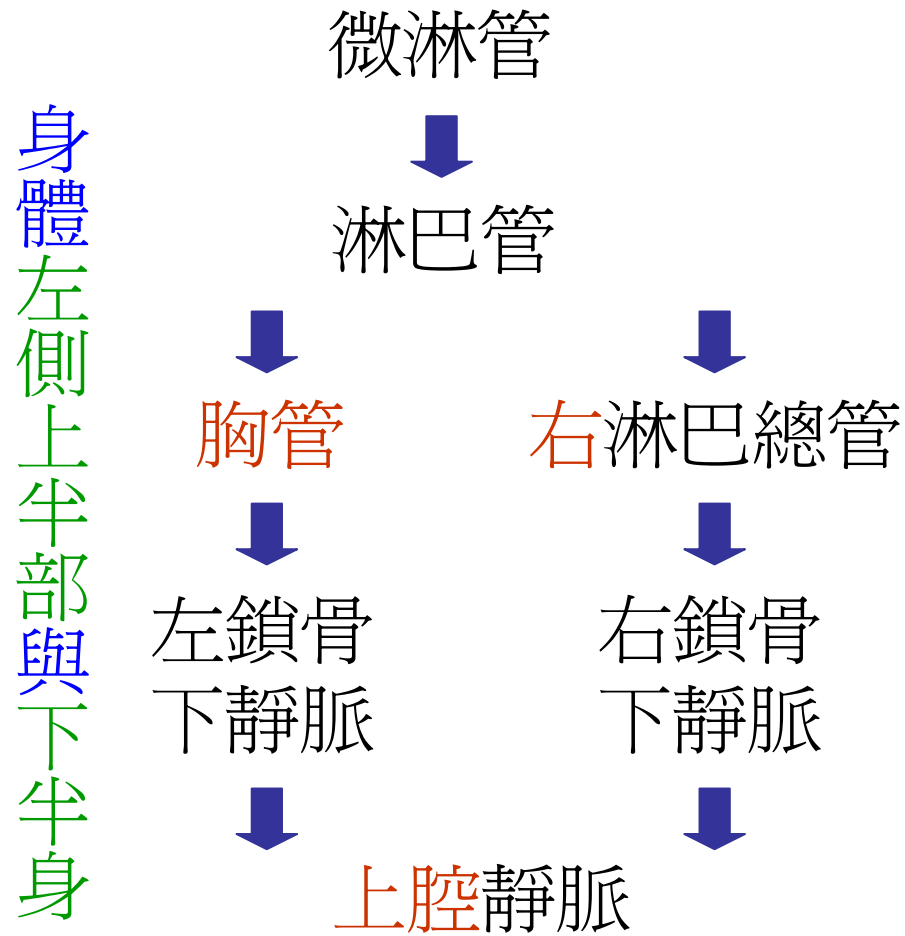 微淋管
身體左側上半部與下半身
淋巴管
胸管
右淋巴總管
左鎖骨
下靜脈
右鎖骨
下靜脈
上腔靜脈